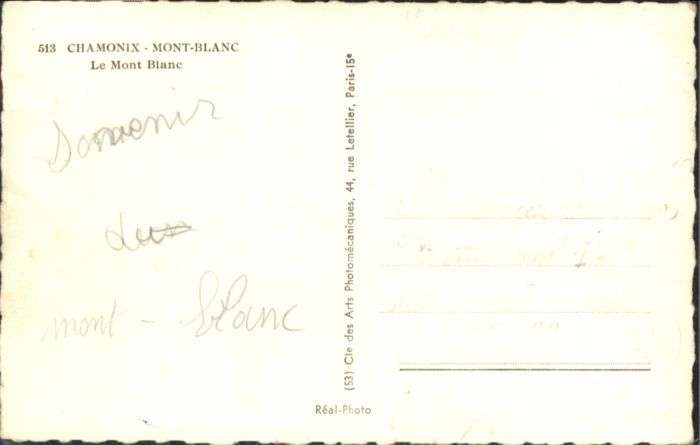 513 CHAMONIX - MONT-BLANC
Le Mont Blanc
Souvenir
du
mont - blanc
(53) Cie des Arts Photomécaniques, 44, rue Letellier, Paris-15e
Réal-Photo